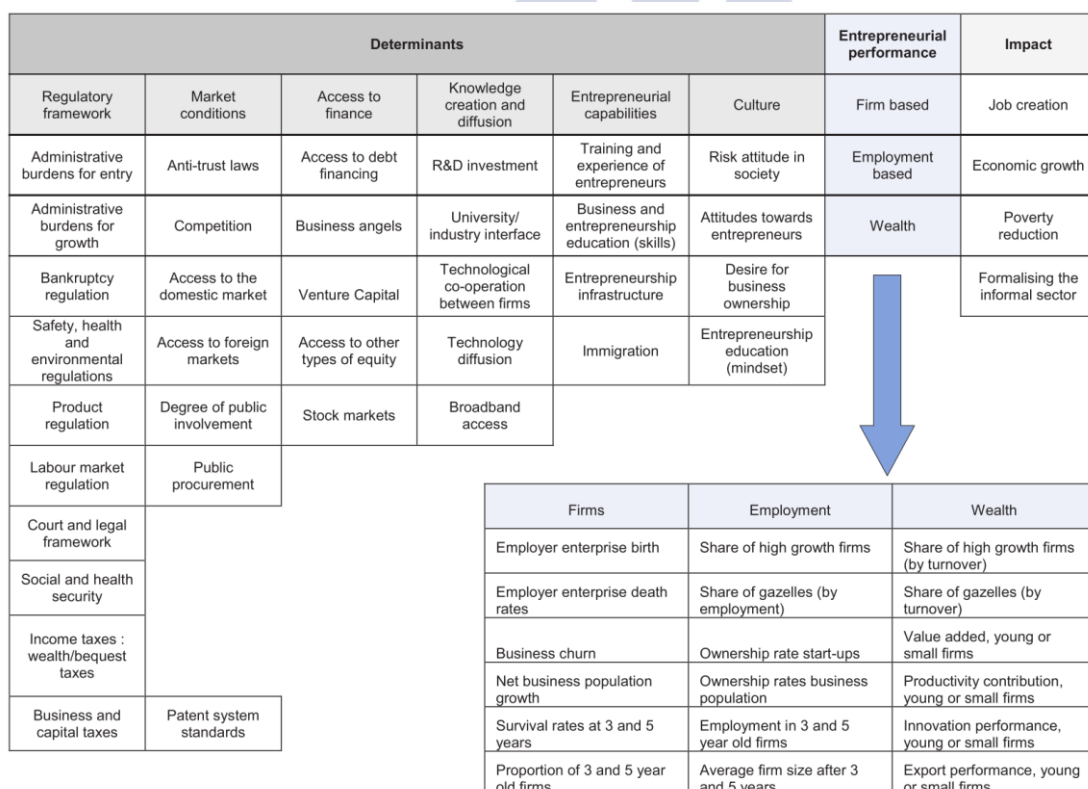 Determinants
Entrepreneurial
performance
Impact
Regulatory
framework
Market
conditions
Access to
finance
Knowledge
creation and
diffusion
Entrepreneurial
capabilities
Culture
Firm based
Job creation
Administrative
burdens for entry
Anti-trust laws
Access to debt
financing
R&D investment
Training and
experience of
entrepreneurs
Risk attitude in
society
Employment
based
Economic growth
Administrative
burdens for
growth
Competition
Business angels
University/
industry interface
Business and
entrepreneurship
education (skills)
Attitudes towards
entrepreneurs
Wealth
Poverty
reduction
Bankruptcy
regulation
Access to the
domestic market
Venture Capital
Technological
co-operation
between firms
Entrepreneurship
infrastructure
Desire for
business
ownership
Formalising the
informal sector
Safety, health
and
environmental
regulations
Access to foreign
markets
Access to other
types of equity
Technology
diffusion
Immigration
Entrepreneurship
education
(mindset)
Product
regulation
Degree of public
involvement
Stock markets
Broadband
access
Labour market
regulation
Public
procurement
Court and legal
framework
Social and health
security
Income taxes :
wealth/bequest
taxes
Business and
capital taxes
Patent system
standards
Firms
Employment
Wealth
Employer enterprise birth
Share of high growth firms
Share of high growth firms
(by turnover)
Employer enterprise death
rates
Share of gazelles (by
employment)
Share of gazelles (by
turnover)
Business churn
Ownership rate start-ups
Value added, young or
small firms
Net business population
growth
Ownership rates business
population
Productivity contribution,
young or small firms
Survival rates at 3 and 5
years
Employment in 3 and 5
year old firms
Innovation performance,
young or small firms
Proportion of 3 and 5 year
old firms
Average firm size after 3
and 5 years
Export performance, young
or small firms